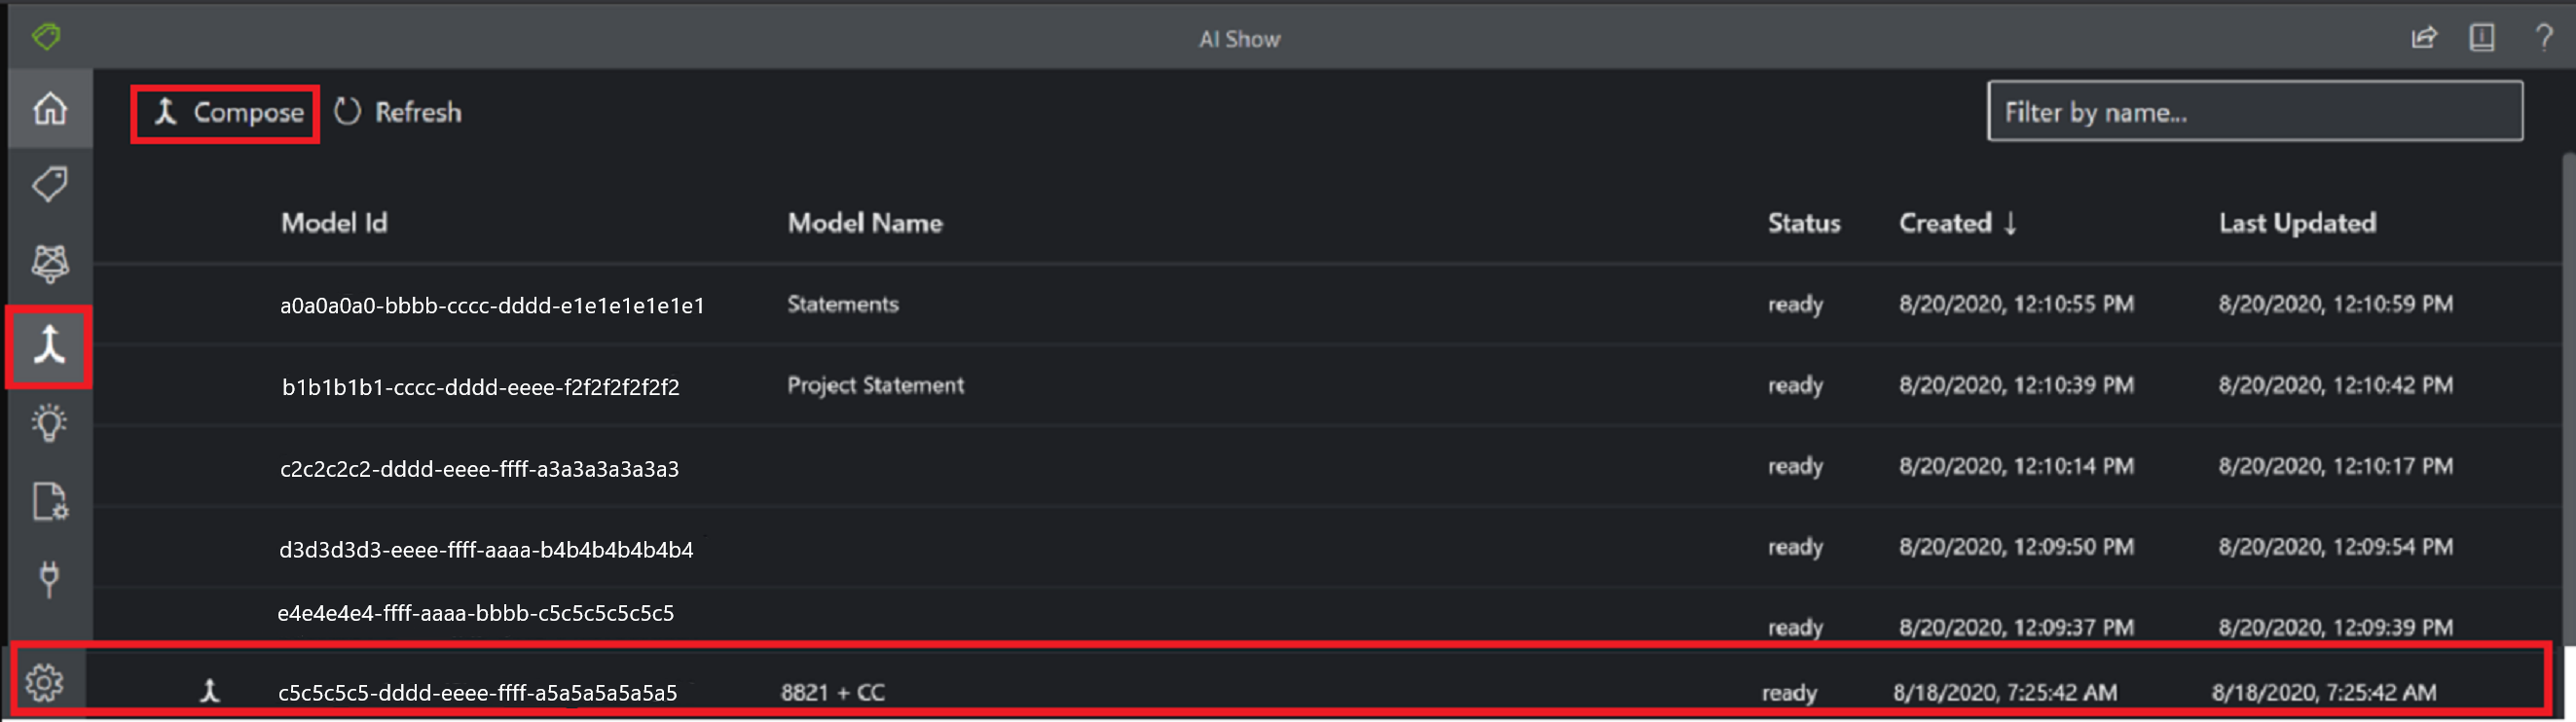 AI Show
Compose Refresh Filter by name...
Model Id Model Name Status Created ↓ Last Updated
a0a0a0a0-bbbb-cccc-dddd-e1e1e1e1e1e1 Statements ready 8/20/2020, 12:10:55 PM 8/20/2020, 12:10:59 PM
b1b1b1b1-cccc-dddd-eeee-f2f2f2f2f2f2 Project Statement ready 8/20/2020, 12:10:39 PM 8/20/2020, 12:10:42 PM
c2c2c2c2-dddd-eeee-ffff-a3a3a3a3a3a3 ready 8/20/2020, 12:10:14 PM 8/20/2020, 12:10:17 PM
d3d3d3d3-eeee-ffff-aaaa-b4b4b4b4b4b4 ready 8/20/2020, 12:09:50 PM 8/20/2020, 12:09:54 PM
e4e4e4e4-ffff-aaaa-bbbb-c5c5c5c5c5c5 ready 8/20/2020, 12:09:37 PM 8/20/2020, 12:09:39 PM
c5c5c5c5-dddd-eeee-ffff-a5a5a5a5a5a5 8821 + CC ready 8/18/2020, 7:25:42 AM 8/18/2020, 7:25:42 AM